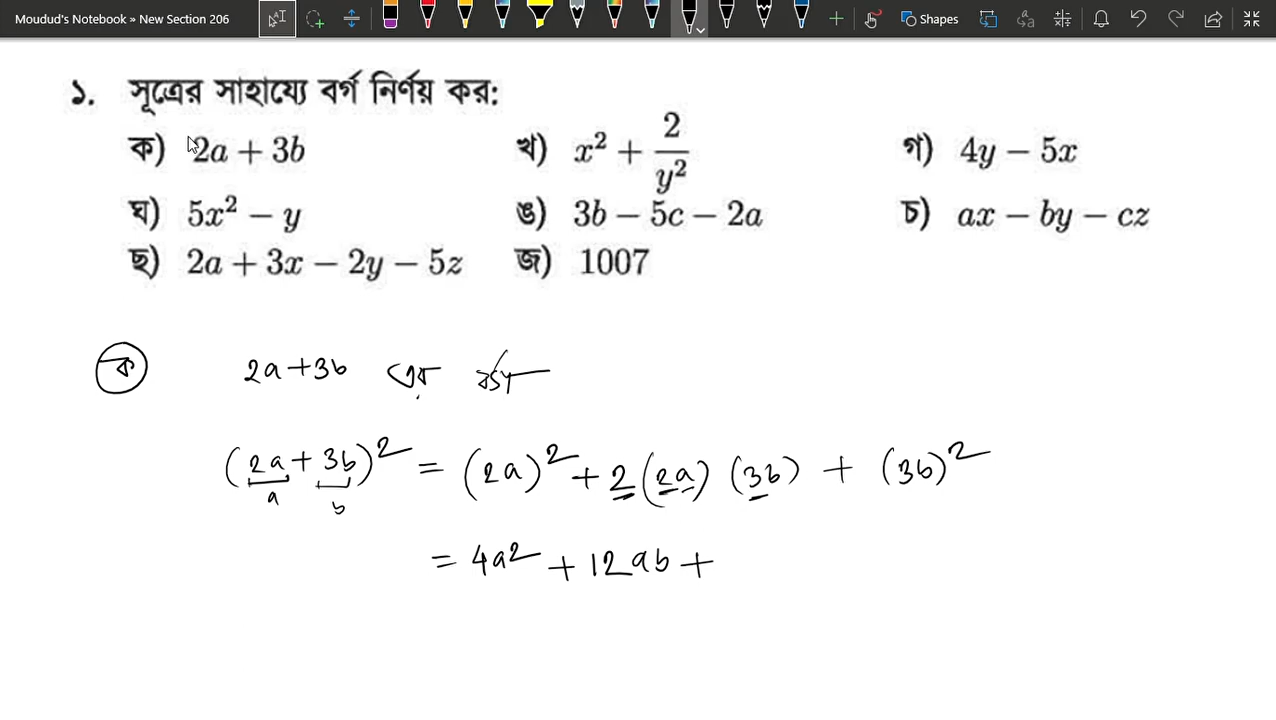 Moudud's Notebook » New Section 206 Shapes
১. সূত্রের সাহায্যে বর্গ নির্ণয় কর:
ক) 2a + 3b খ) x² + 2/y² গ) 4y − 5x
ঘ) 5x² − y ঙ) 3b − 5c − 2a চ) ax − by − cz
ছ) 2a + 3x − 2y − 5z জ) 1007
ক 2a+3b এর বর্গ
(2a+3b)² = (2a)² + 2(2a)(3b) + (3b)²
a b
= 4a² + 12ab +